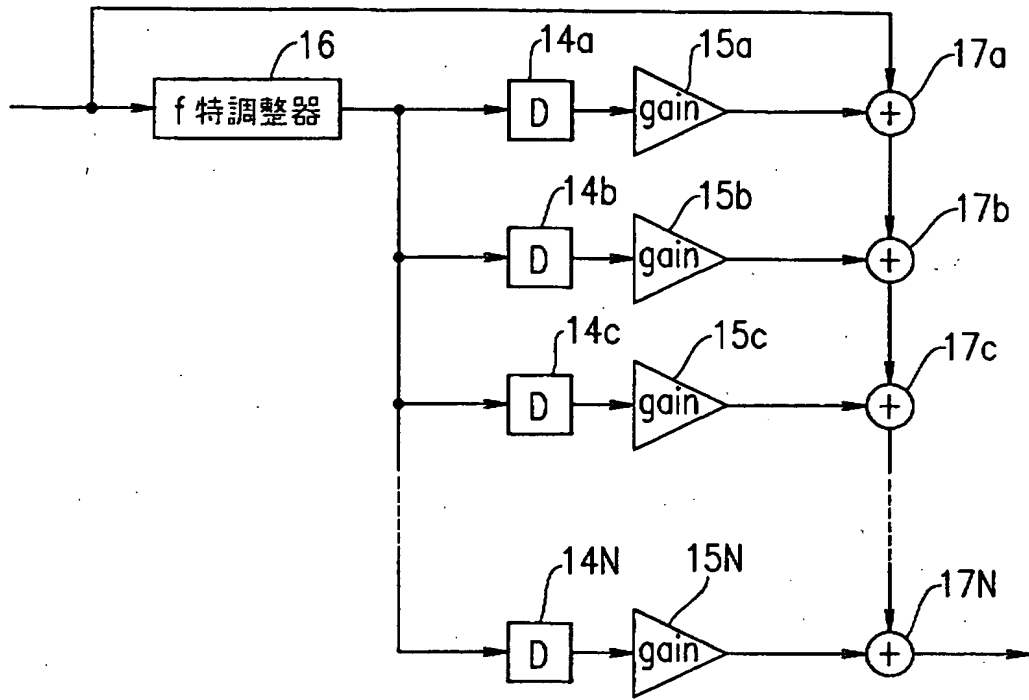 16
14a
15a
17a
f特調整器
D
gain
+
14b
15b
17b
D
gain
+
14c
15c
17c
D
gain
+
14N
15N
17N
D
gain
+